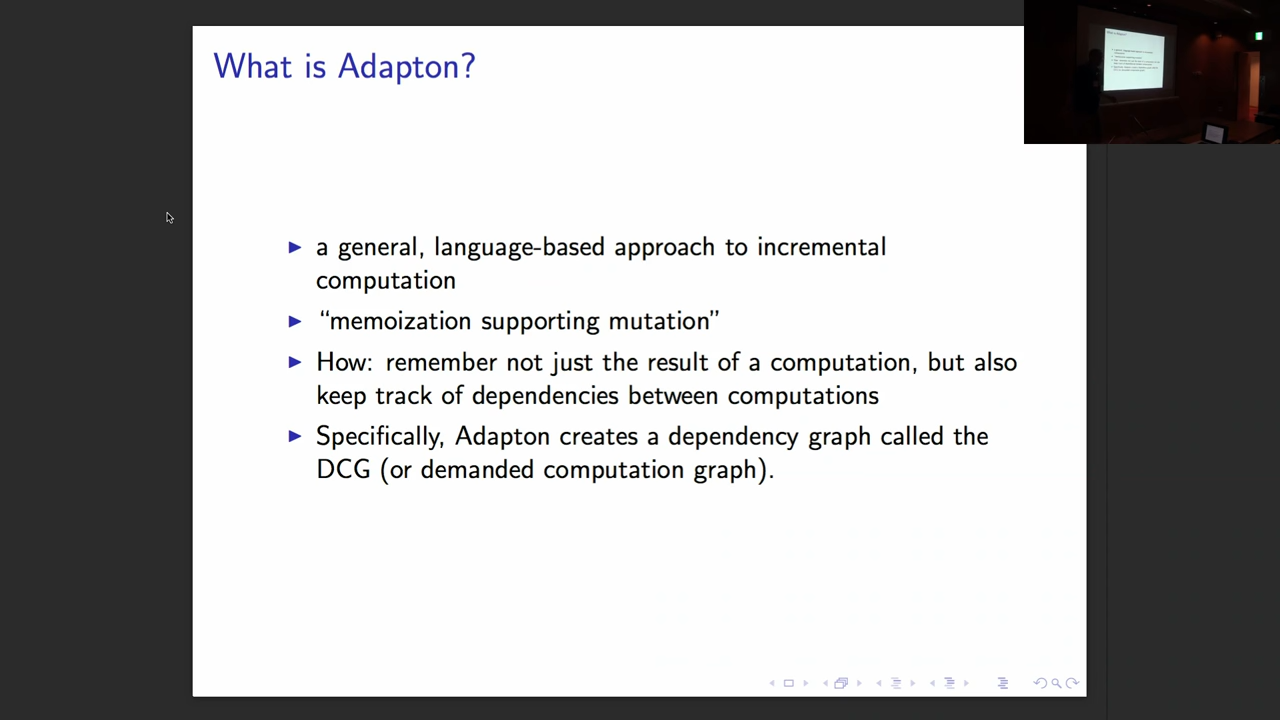 What is Adapton?
a general, language-based approach to incremental
computation
“memoization supporting mutation”
How: remember not just the result of a computation, but also
keep track of dependencies between computations
Specifically, Adapton creates a dependency graph called the
DCG (or demanded computation graph).